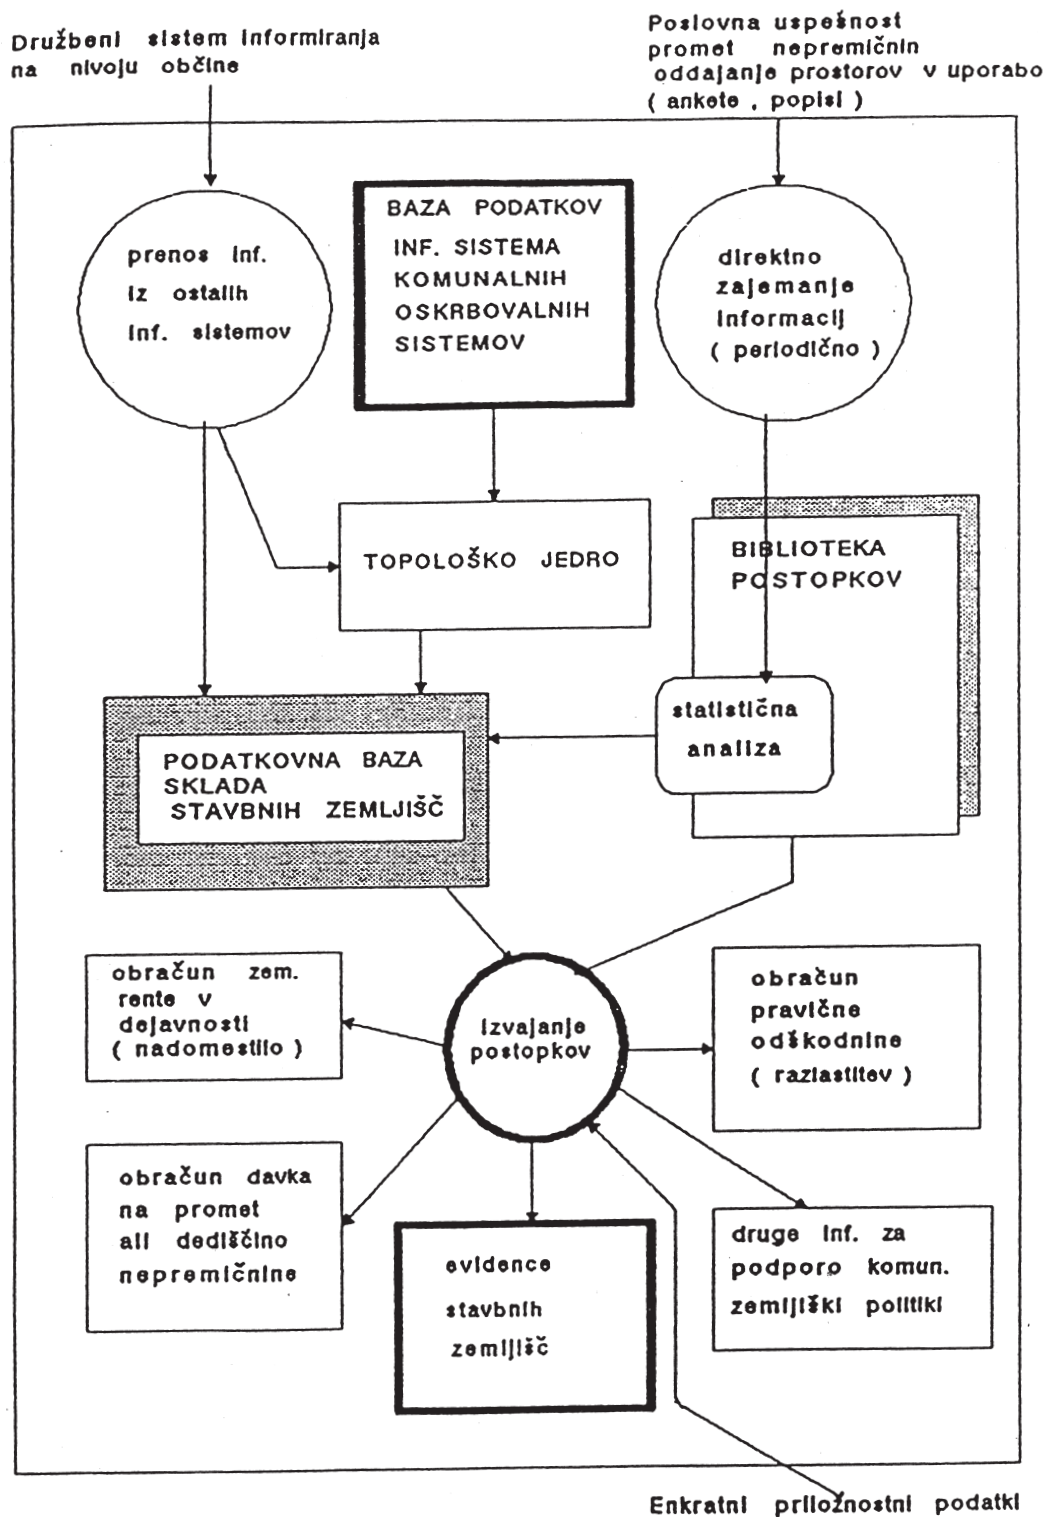 Družbeni sistem informiranja
na nivoju občine
Poslovna uspešnost
promet nepremičnin
oddajanje prostorov v uporabo
( ankete , popisi )
prenos inf.
iz ostalih
inf. sistemov
BAZA PODATKOV
INF. SISTEMA
KOMUNALNIH
OSKRBOVALNIH
SISTEMOV
direktno
zajemanje
informacij
( periodično )
TOPOLOŠKO JEDRO
BIBLIOTEKA
POSTOPKOV
statistična
analiza
PODATKOVNA BAZA
SKLADA
STAVBNIH ZEMLJIŠČ
obračun zem.
rente v
dejavnosti
( nadomestilo )
izvajanje
postopkov
obračun
pravične
odškodnine
( razlastitev )
obračun davka
na promet
ali dediščino
nepremičnine
evidence
stavbnih
zemljišč
druge inf. za
podporo komun.
zemljiški politiki
Enkratni priložnostni podatki